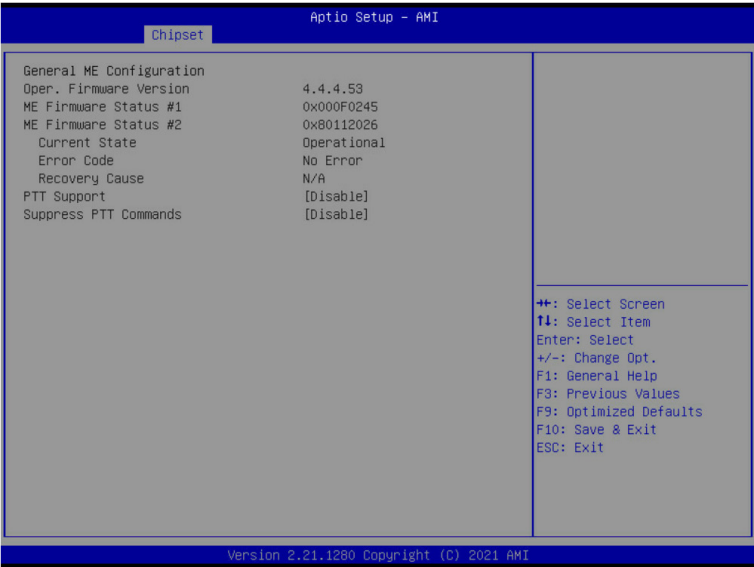 Aptio Setup – AMI
Chipset
General ME Configuration
Oper. Firmware Version 4.4.4.53
ME Firmware Status #1 0x000F0245
ME Firmware Status #2 0x80112026
Current State Operational
Error Code No Error
Recovery Cause N/A
PTT Support [Disable]
Suppress PTT Commands [Disable]
→←: Select Screen
↑↓: Select Item
Enter: Select
+/-: Change Opt.
F1: General Help
F3: Previous Values
F9: Optimized Defaults
F10: Save & Exit
ESC: Exit
Version 2.21.1280 Copyright (C) 2021 AMI